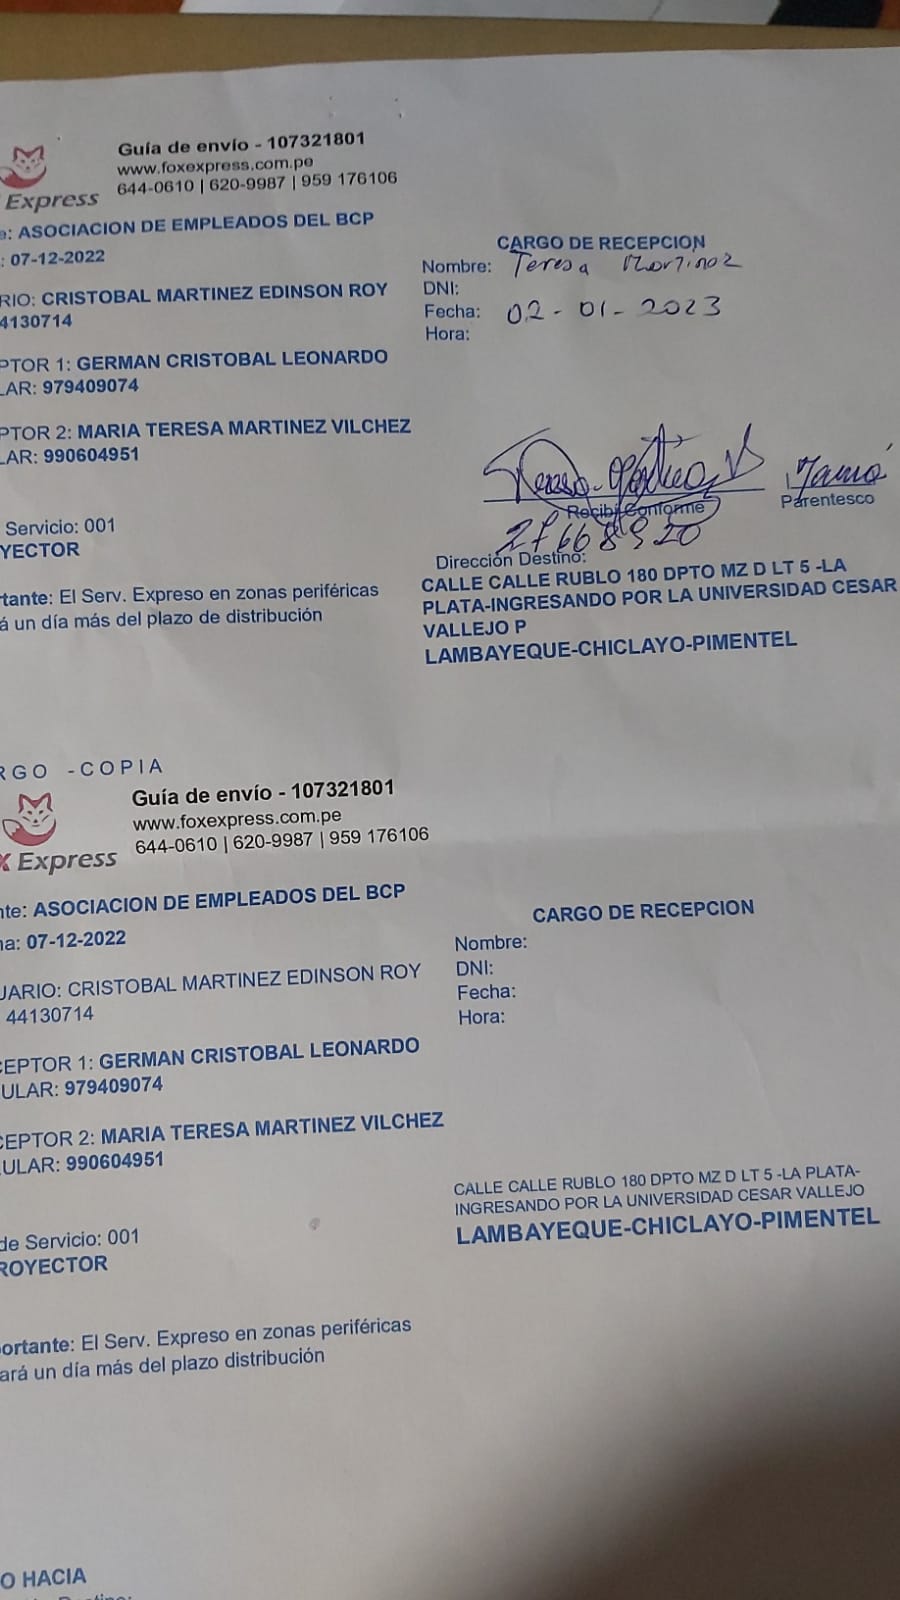 Guía de envío - 107321801
www.foxexpress.com.pe
644-0610 | 620-9987 | 959 176106
Express
e: ASOCIACION DE EMPLEADOS DEL BCP
: 07-12-2022
RIO: CRISTOBAL MARTINEZ EDINSON ROY
4130714
PTOR 1: GERMAN CRISTOBAL LEONARDO
LAR: 979409074
PTOR 2: MARIA TERESA MARTINEZ VILCHEZ
LAR: 990604951
Servicio: 001
YECTOR
tante: El Serv. Expreso en zonas periféricas
á un día más del plazo de distribución
CARGO DE RECEPCION
Nombre: Teresa Martinez
DNI:
Fecha: 02-01-2023
Hora:
Mamá
Recibi Conforme
Parentesco
Dirección Destino:
CALLE CALLE RUBLO 180 DPTO MZ D LT 5 -LA
PLATA-INGRESANDO POR LA UNIVERSIDAD CESAR
VALLEJO P
LAMBAYEQUE-CHICLAYO-PIMENTEL
RGO -COPIA
Guía de envío - 107321801
www.foxexpress.com.pe
644-0610 | 620-9987 | 959 176106
X Express
nte: ASOCIACION DE EMPLEADOS DEL BCP
na: 07-12-2022
UARIO: CRISTOBAL MARTINEZ EDINSON ROY
44130714
CEPTOR 1: GERMAN CRISTOBAL LEONARDO
ULAR: 979409074
CEPTOR 2: MARIA TERESA MARTINEZ VILCHEZ
ULAR: 990604951
de Servicio: 001
ROYECTOR
portante: El Serv. Expreso en zonas periféricas
ará un día más del plazo distribución
CARGO DE RECEPCION
Nombre:
DNI:
Fecha:
Hora:
CALLE CALLE RUBLO 180 DPTO MZ D LT 5 -LA PLATA-
INGRESANDO POR LA UNIVERSIDAD CESAR VALLEJO
LAMBAYEQUE-CHICLAYO-PIMENTEL
O HACIA